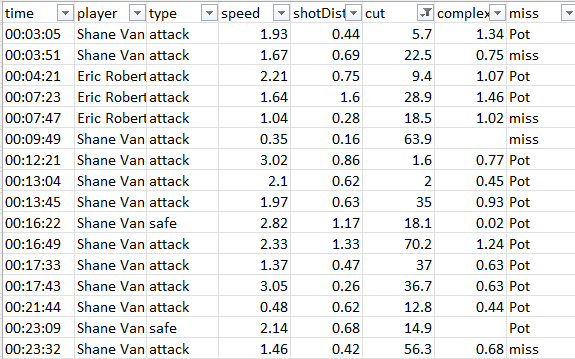 time player type speed shotDist cut complex miss
00:03:05 Shane Van attack 1.93 0.44 5.7 1.34 Pot
00:03:51 Shane Van attack 1.67 0.69 22.5 0.75 miss
00:04:21 Eric Robert attack 2.21 0.75 9.4 1.07 Pot
00:07:23 Eric Robert attack 1.64 1.6 28.9 1.46 Pot
00:07:47 Eric Robert attack 1.04 0.28 18.5 1.02 miss
00:09:49 Shane Van attack 0.35 0.16 63.9 miss
00:12:21 Shane Van attack 3.02 0.86 1.6 0.77 Pot
00:13:04 Shane Van attack 2.1 0.62 2 0.45 Pot
00:13:45 Shane Van attack 1.97 0.63 35 0.93 Pot
00:16:22 Shane Van safe 2.82 1.17 18.1 0.02 Pot
00:16:49 Shane Van attack 2.33 1.33 70.2 1.24 Pot
00:17:33 Shane Van attack 1.37 0.47 37 0.63 Pot
00:17:43 Shane Van attack 3.05 0.26 36.7 0.63 Pot
00:21:44 Shane Van attack 0.48 0.62 12.8 0.44 Pot
00:23:09 Shane Van safe 2.14 0.68 14.9 Pot
00:23:32 Shane Van attack 1.46 0.42 56.3 0.68 miss